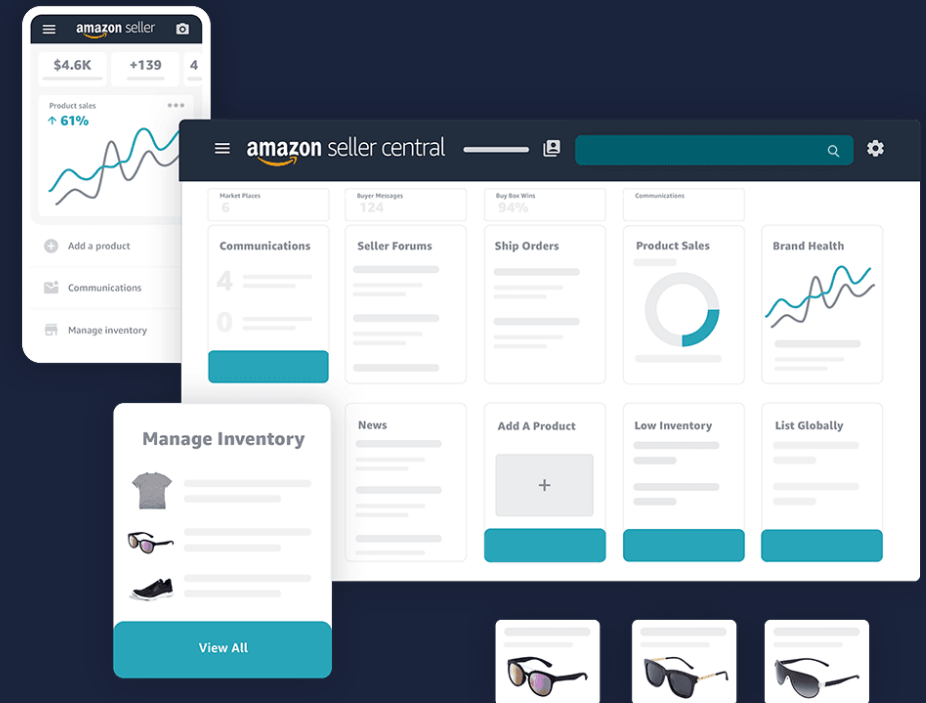 amazon seller
$4.6K
+139
4
Product sales
↑ 61%
Add a product
Communications
Manage inventory
amazon seller central
Market Places
6
Buyer Messages
124
Buy Box Wins
94%
Communications
Communications
4
0
Seller Forums
Ship Orders
Product Sales
Brand Health
Manage Inventory
View All
News
Add A Product
+
Low Inventory
List Globally